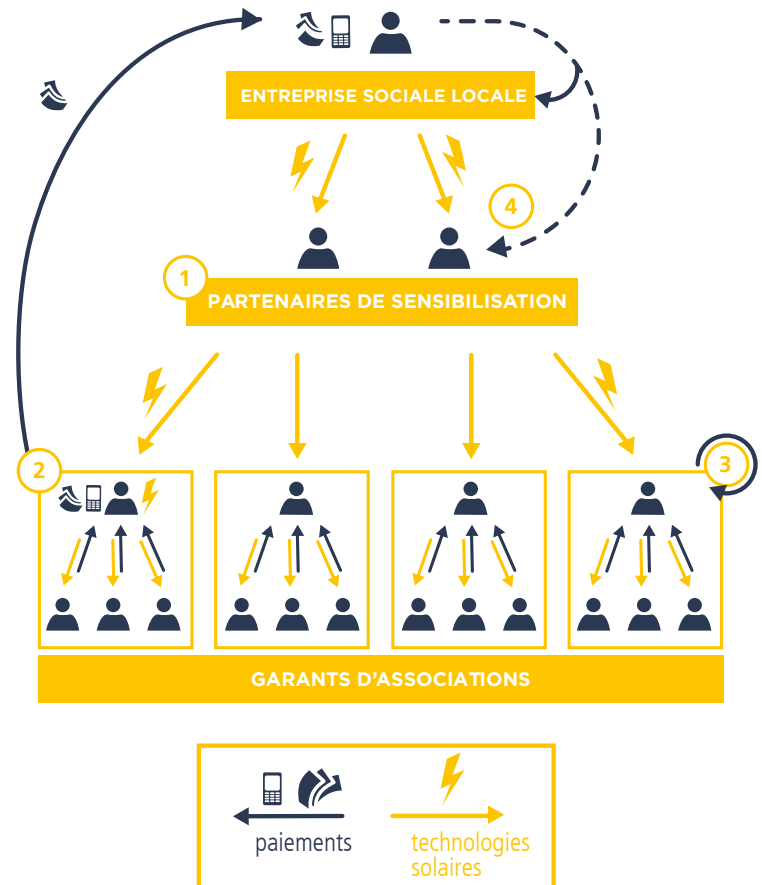 ENTREPRISE SOCIALE LOCALE
4
1
PARTENAIRES DE SENSIBILISATION
2
3
GARANTS D’ASSOCIATIONS
paiements
technologies
solaires